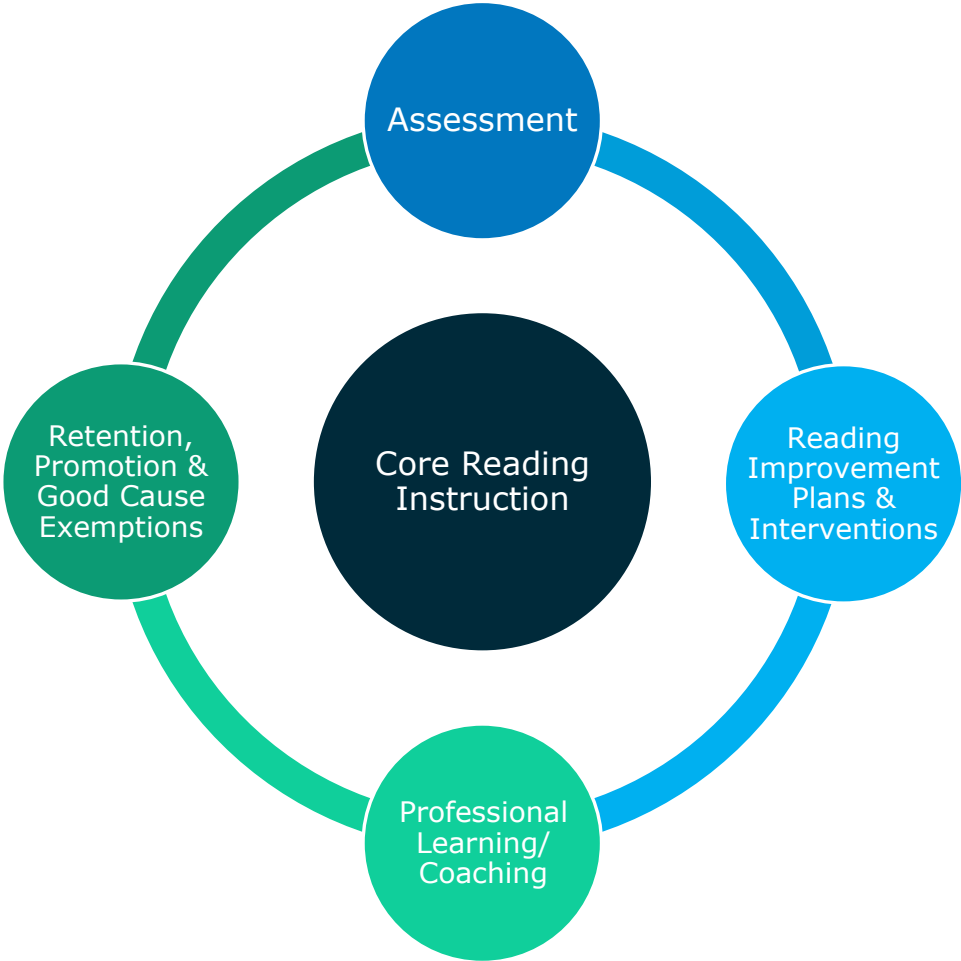 Assessment
Core Reading
Instruction
Reading
Improvement
Plans &
Interventions
Professional
Learning/
Coaching
Retention,
Promotion &
Good Cause
Exemptions